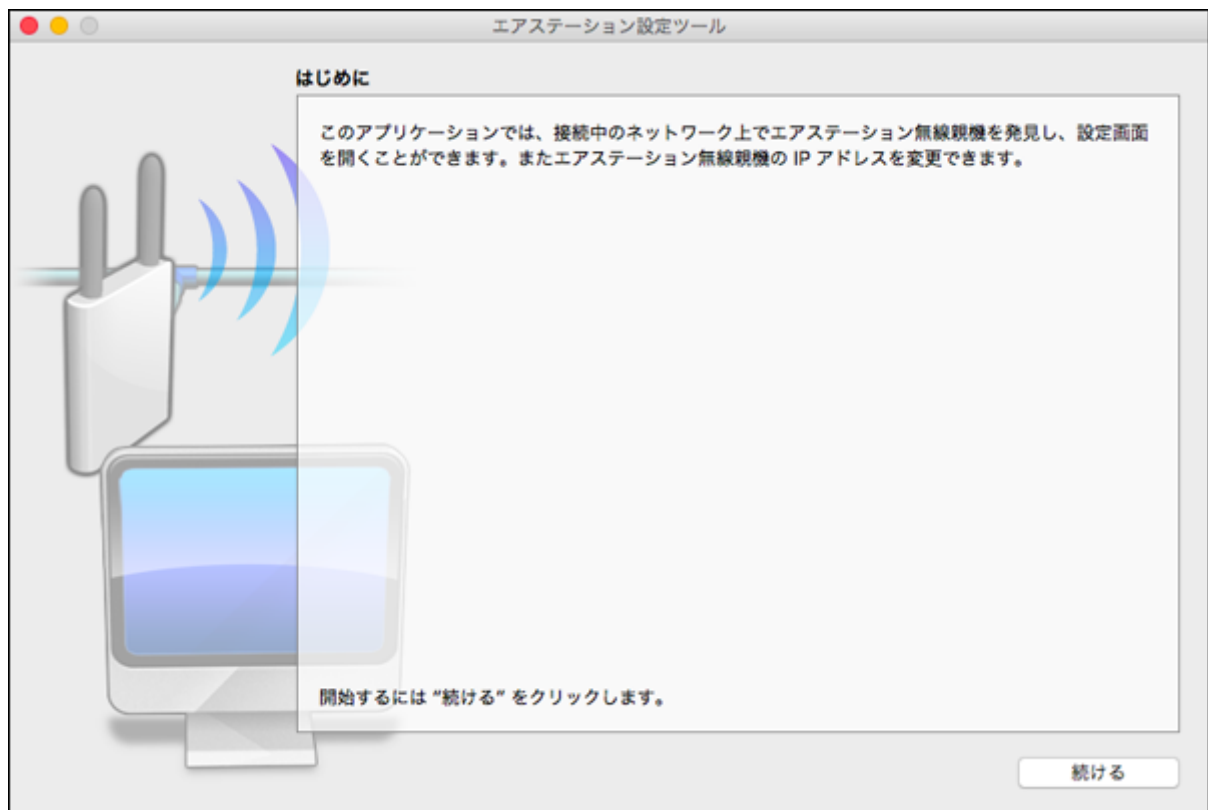 エアステーション設定ツール
はじめに
このアプリケーションでは、接続中のネットワーク上でエアステーション無線親機を発見し、設定画面
を開くことができます。またエアステーション無線親機の IP アドレスを変更できます。
開始するには “続ける” をクリックします。
続ける